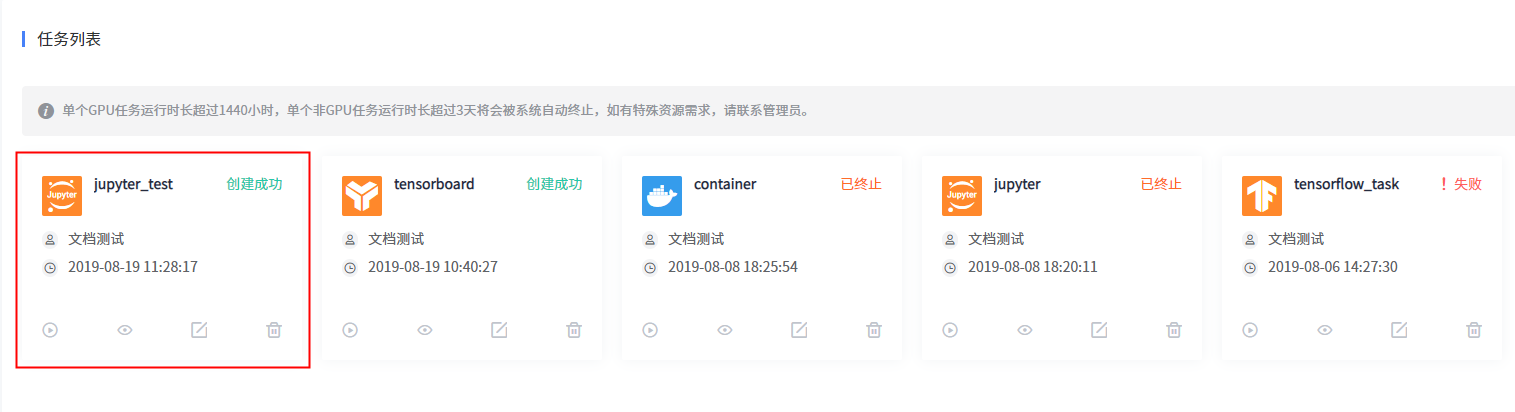 任务列表
单个GPU任务运行时长超过1440小时，单个非GPU任务运行时长超过3天将会被系统自动终止，如有特殊资源需求，请联系管理员。
Jupyter
jupyter_test
创建成功
文档测试
2019-08-19 11:28:17
tensorboard
创建成功
文档测试
2019-08-19 10:40:27
container
已终止
文档测试
2019-08-08 18:25:54
Jupyter
jupyter
已终止
文档测试
2019-08-08 18:20:11
tensorflow_task
! 失败
文档测试
2019-08-06 14:27:30